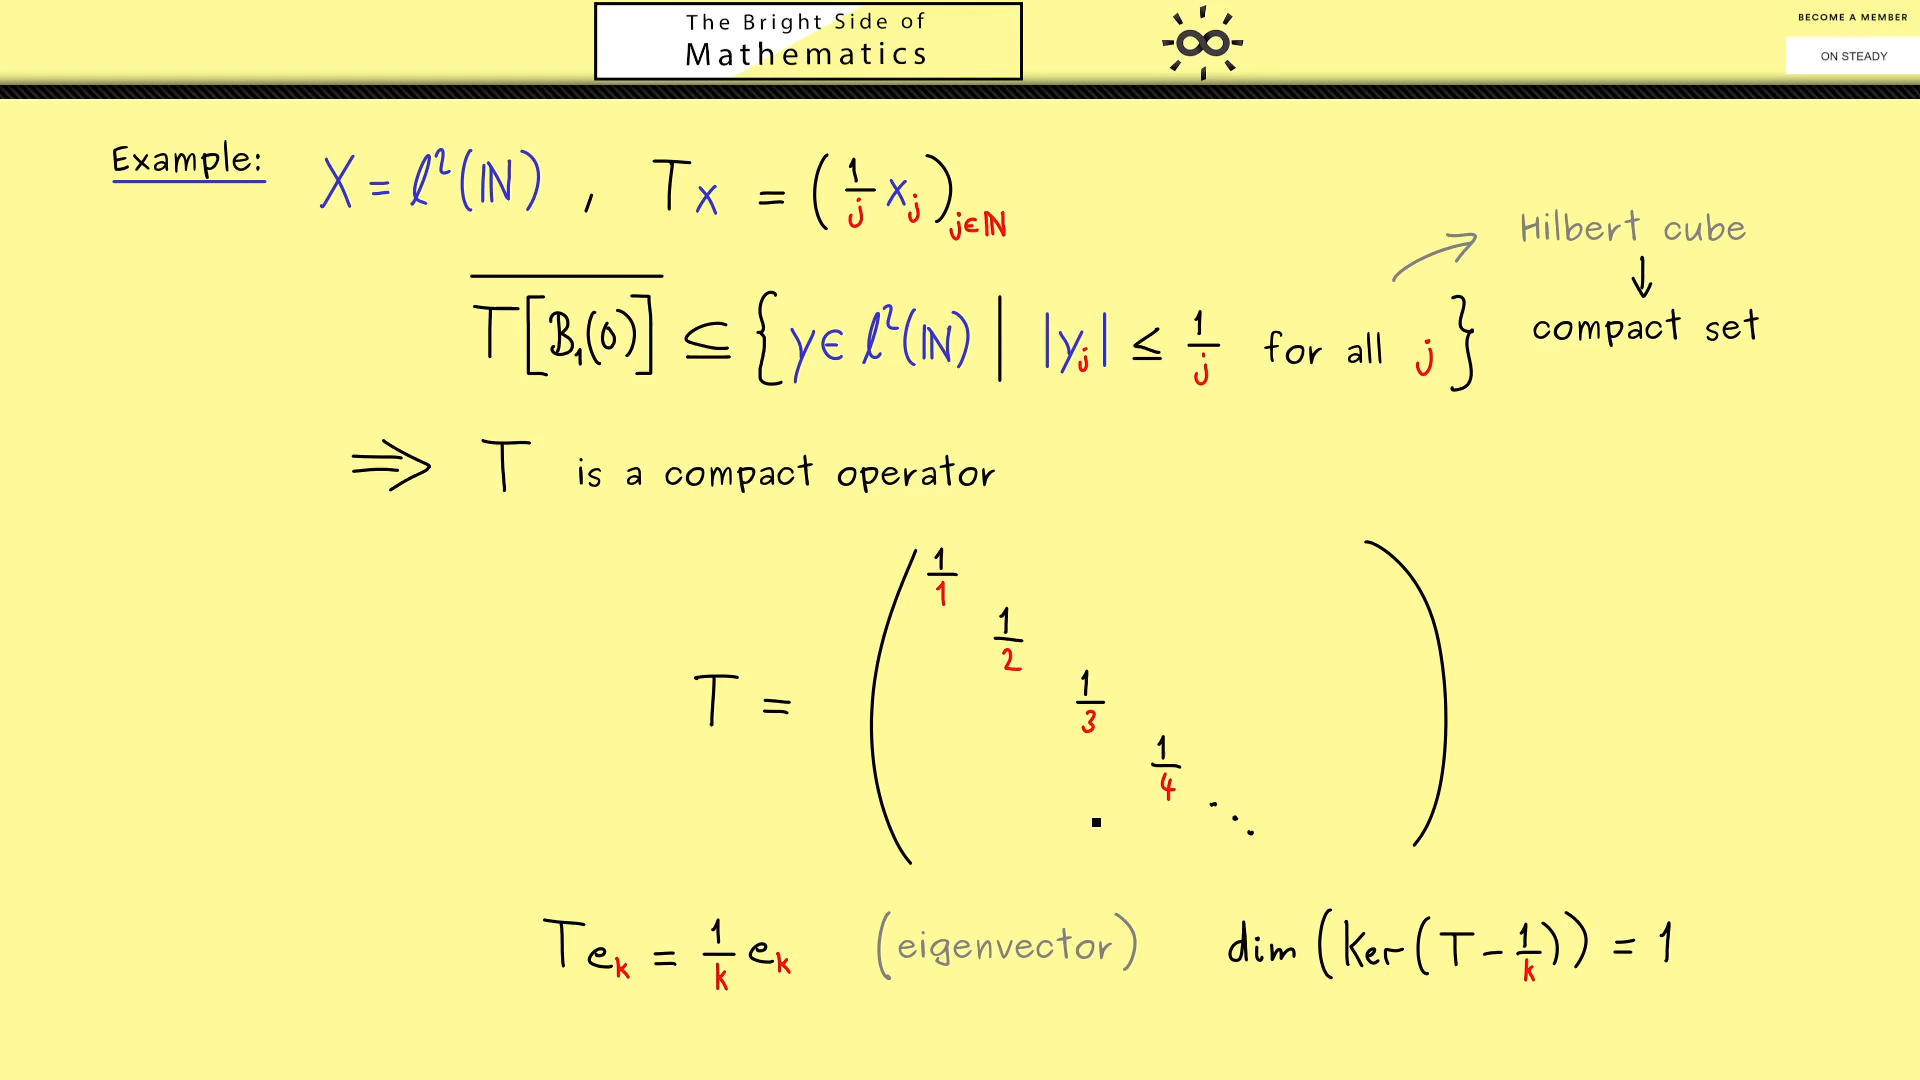 The Bright Side of
Mathematics
BECOME A MEMBER
ON STEADY
Example: X = ℓ²(ℕ) , Tx = (1/j x_j)_{j∈ℕ}
Hilbert cube
↓
compact set
\overline{T[B₁(0)]} ⊆ { y ∈ ℓ²(ℕ) | |y_j| ≤ 1/j for all j }
⇒ T is a compact operator
T = ( 1/1
1/2
1/3
1/4
⋱ )
Te_k = 1/k e_k (eigenvector) dim(Ker(T - 1/k)) = 1